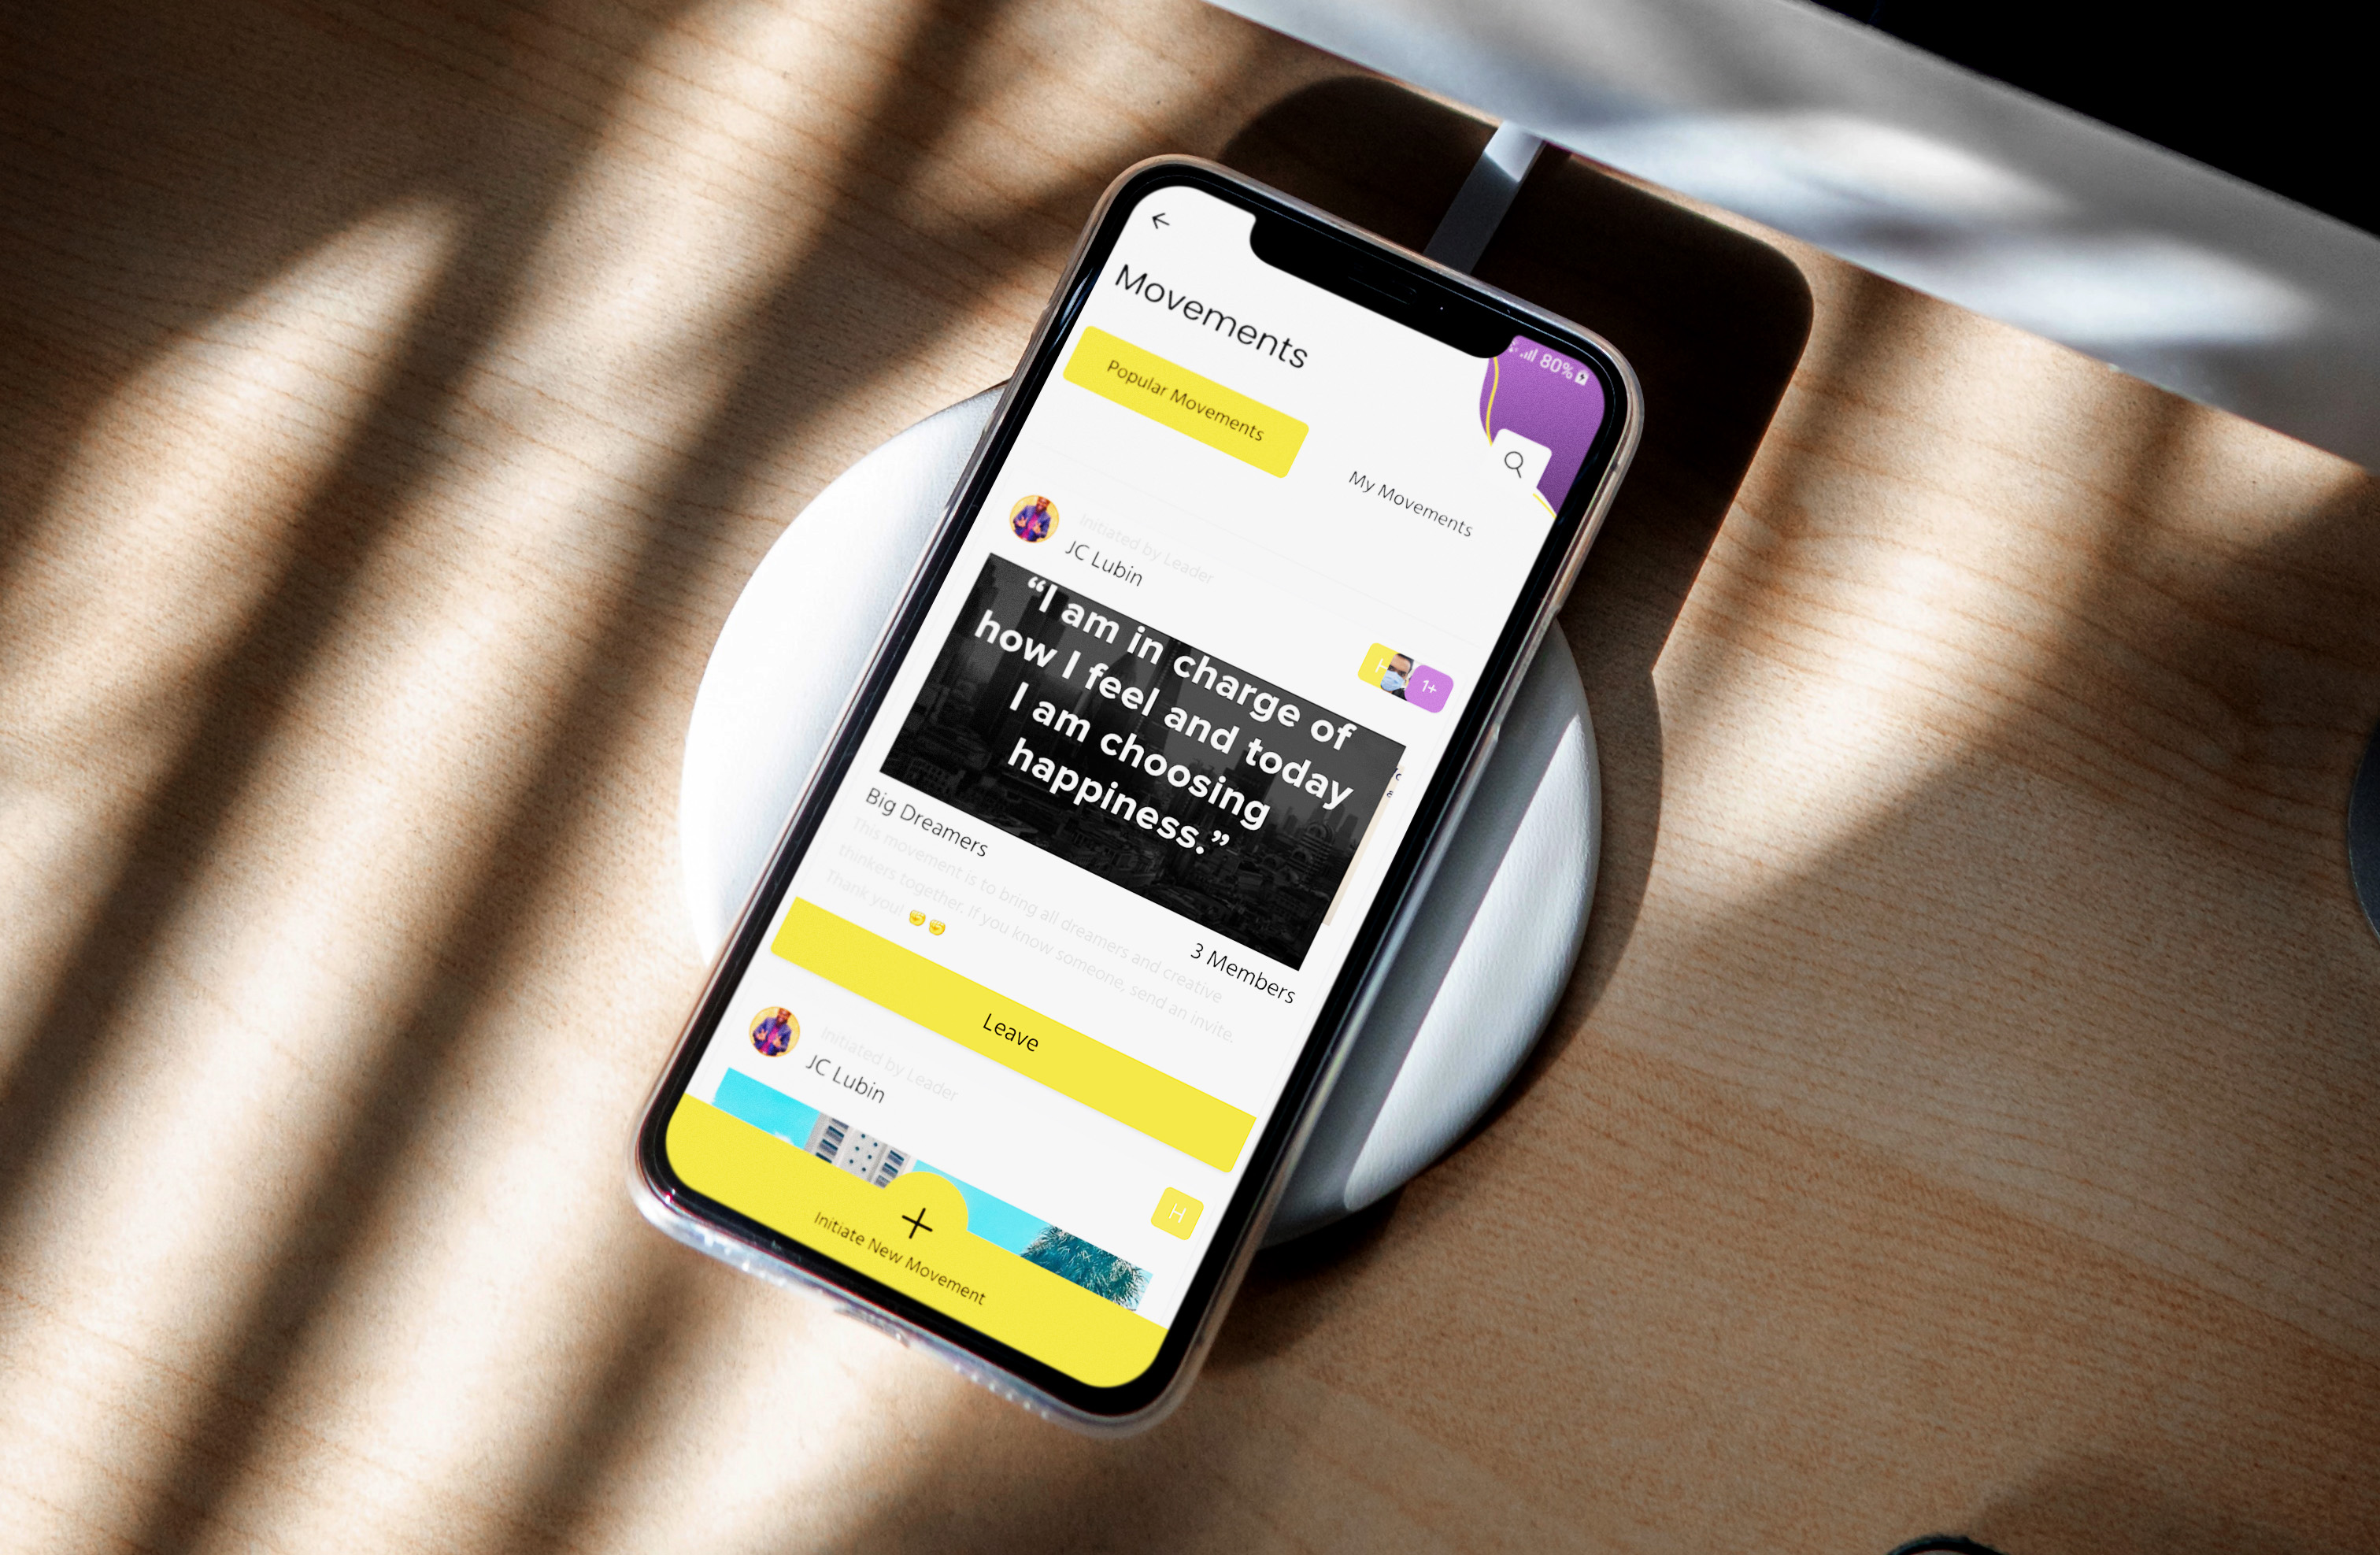 80%
Movements
Popular Movements
My Movements
Initiated by Leader
JC Lubin
H
1+
“I am in charge of
how I feel and today
I am choosing
happiness.”
Big Dreamers
3 Members
This movement is to bring all dreamers and creative
thinkers together. If you know someone, send an invite.
Thank you!
Leave
Initiated by Leader
JC Lubin
H
Initiate New Movement